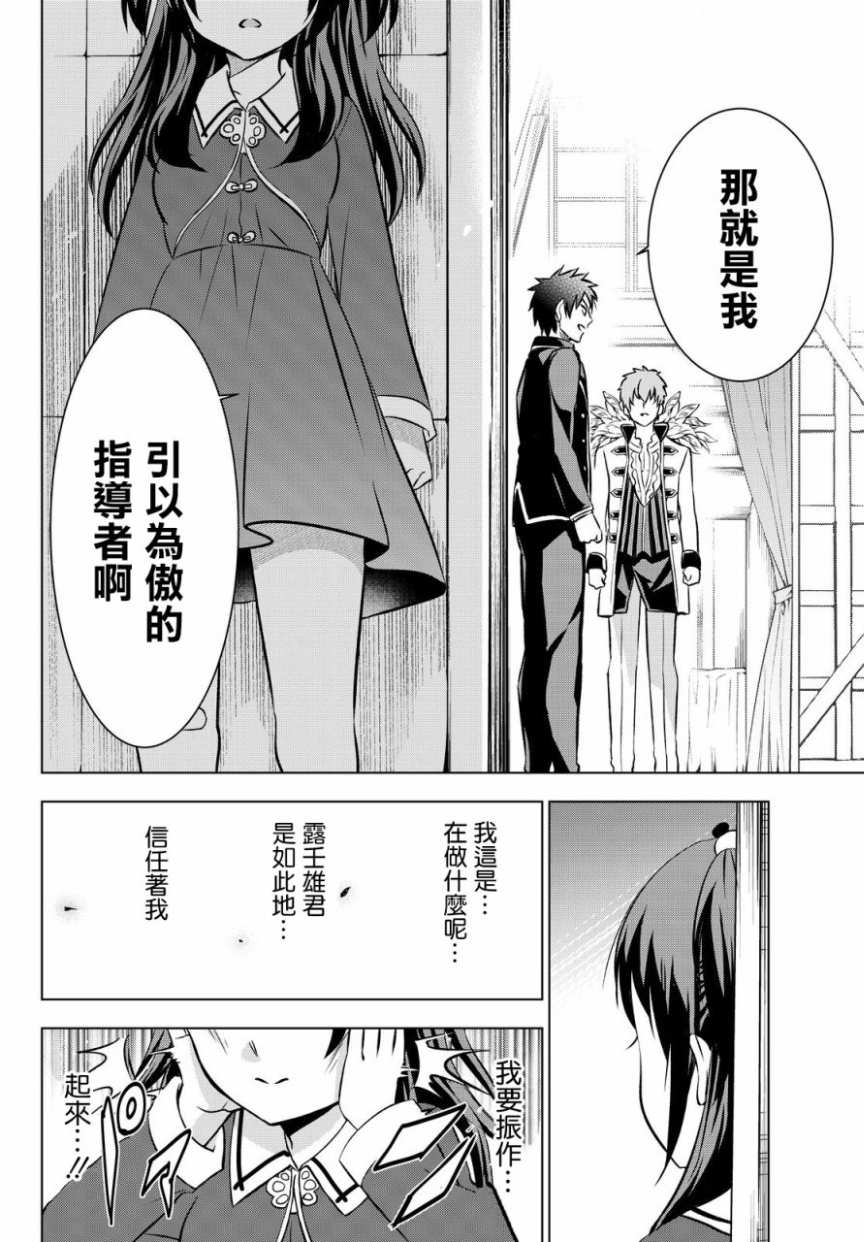 那就是我
引以為傲的
指導者啊
我這是…
在做什麼呢…
露壬雄君
是如此地…
信任著我
我要振作…
起來…!!